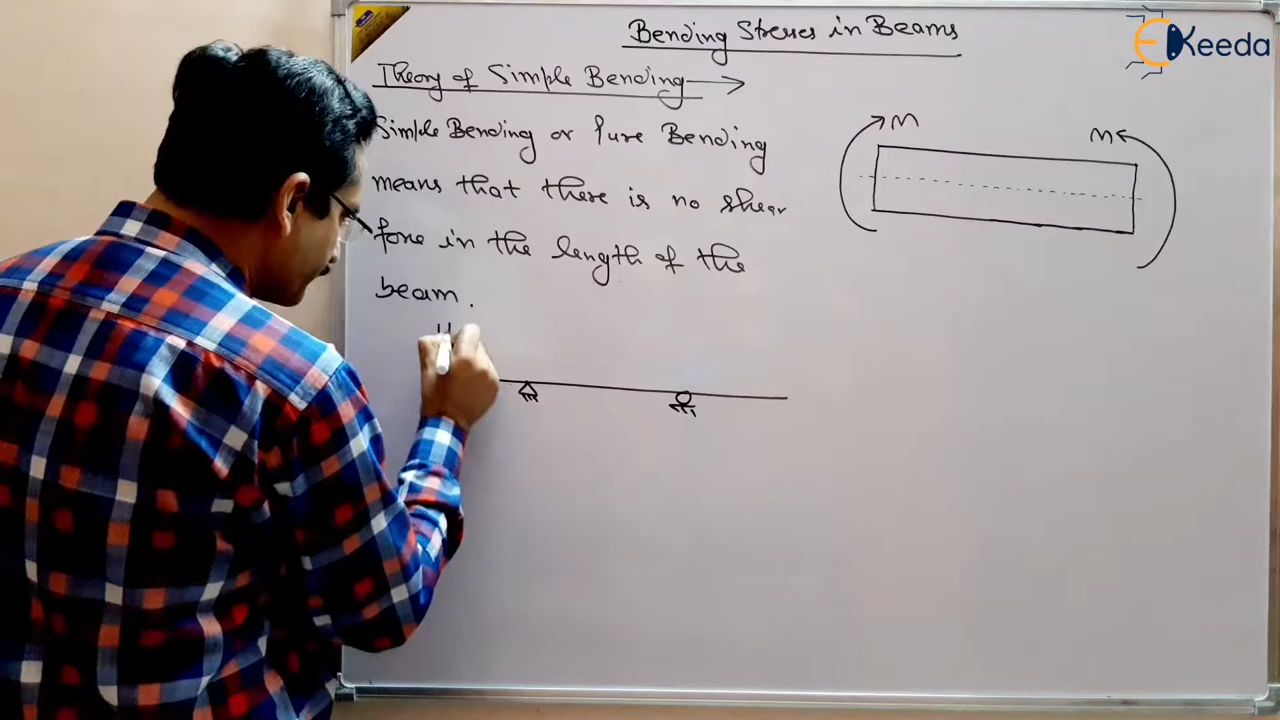 Bending Stresses in Beams
EKeeda
Theory of Simple Bending
Simple Bending or Pure Bending
means that there is no shear
force in the length of the
beam.
M
M